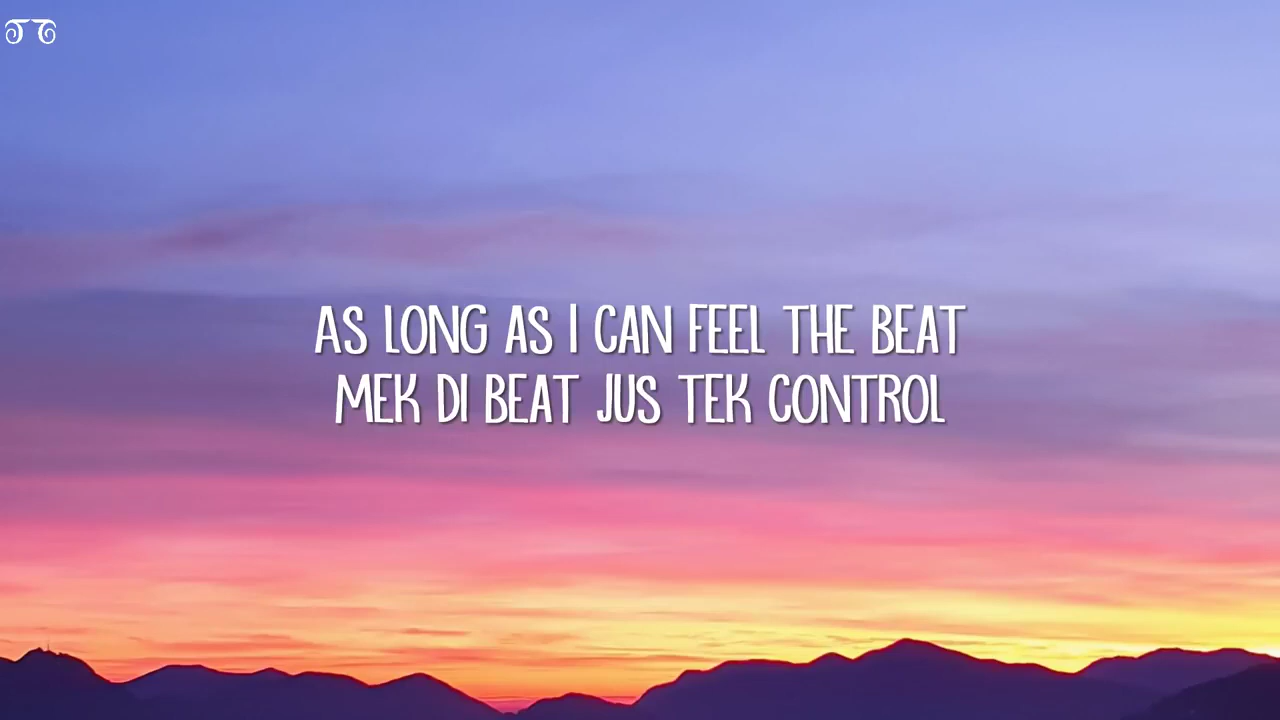 AS LONG AS I CAN FEEL THE BEAT
MEK DI BEAT JUS TEK CONTROL